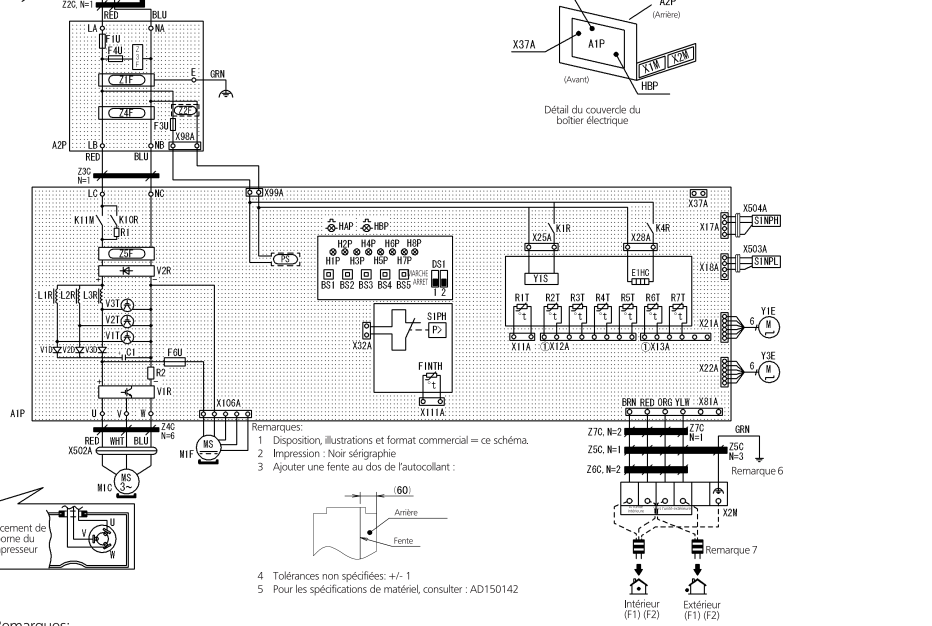 Z2C, N=1
RED
BLU
LA
NA
F1U
F4U
Z3F
Z1F
E
GRN
Z4F
Z2F
F3U
X98A
A2P
LB
NB
RED
BLU
Z3C
N=1
A2P
(Arrière)
X37A
A1P
X1M
X2M
HBP
(Avant)
Détail du couvercle du
boîtier électrique
LC
NC
X99A
X37A
K11M
K10R
R1
Z5F
V2R
PS
HAP
HBP
H2P H4P H6P H8P
H1P H3P H5P H7P
BS1 BS2 BS3 BS4 BS5
MARCHE
ARRET
DS1
1 2
K1R
K4R
X25A
X28A
Y1S
E1HC
R1T R2T R3T R4T R5T R6T R7T
X11A
X12A
X13A
X504A
X17A
S1NPH
X503A
X18A
S1NPL
Y1E
X21A
6
M
Y3E
X22A
6
M
L1R L2R L3R
V3T
V2T
V1T
V1D V2D V3D
C1
F6U
R2
V1R
X32A
S1PH
P>
F1NTH
X111A
A1P
U V W
X106A
BRN RED ORG YLW X81A
Z4C
N=6
RED WHT BLU
X502A
MS
3~
M1C
MS
M1F
Z7C, N=2
Z7C
N=1
GRN
Z5C, N=1
Z5C
N=3
Z6C, N=2
Remarque 6
X2M
Remarque 7
Intérieur
(F1) (F2)
Extérieur
(F1) (F2)
Remarques:
1 Disposition, illustrations et format commercial = ce schéma.
2 Impression : Noir sérigraphie
3 Ajouter une fente au dos de l'autocollant :
(60)
Arrière
Fente
4 Tolérances non spécifiées: +/- 1
5 Pour les spécifications de matériel, consulter : AD150142
U
V
W
cement de
orne du
mpresseur
Remarques: